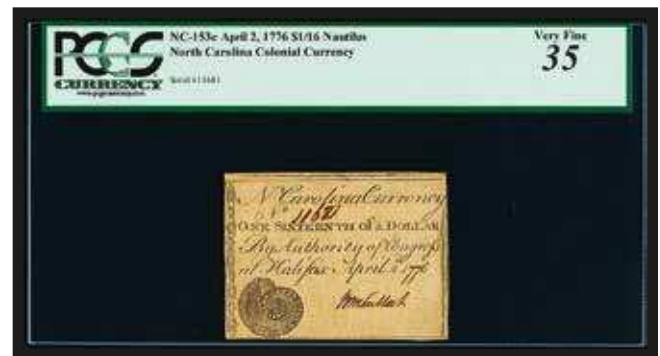 PCGS
CURRENCY
NC-153c April 2, 1776 $1/16 Nautilus
North Carolina Colonial Currency
Very Fine
35
N Carolina Currency
No
ONE SIXTEENTH of a DOLLAR
By Authority of Congress
at Halifax April 2d 1776